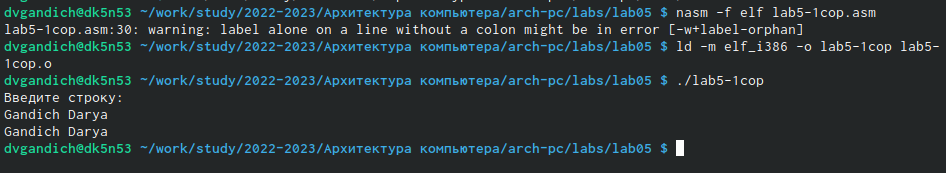 dvgandich@dk5n53 ~/work/study/2022-2023/Архитектура компьютера/arch-pc/labs/lab05 $ nasm -f elf lab5-1cop.asm
lab5-1cop.asm:30: warning: label alone on a line without a colon might be in error [-w+label-orphan]
dvgandich@dk5n53 ~/work/study/2022-2023/Архитектура компьютера/arch-pc/labs/lab05 $ ld -m elf_i386 -o lab5-1cop lab5-
1cop.o
dvgandich@dk5n53 ~/work/study/2022-2023/Архитектура компьютера/arch-pc/labs/lab05 $ ./lab5-1cop
Введите строку:
Gandich Darya
Gandich Darya
dvgandich@dk5n53 ~/work/study/2022-2023/Архитектура компьютера/arch-pc/labs/lab05 $